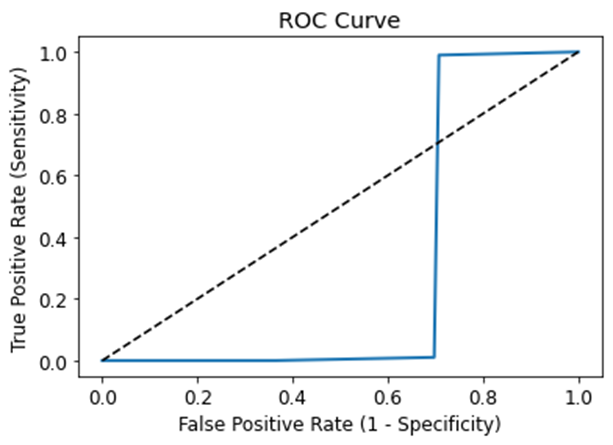 ROC Curve
True Positive Rate (Sensitivity)
1.0
0.8
0.6
0.4
0.2
0.0
0.0 0.2 0.4 0.6 0.8 1.0
False Positive Rate (1 - Specificity)